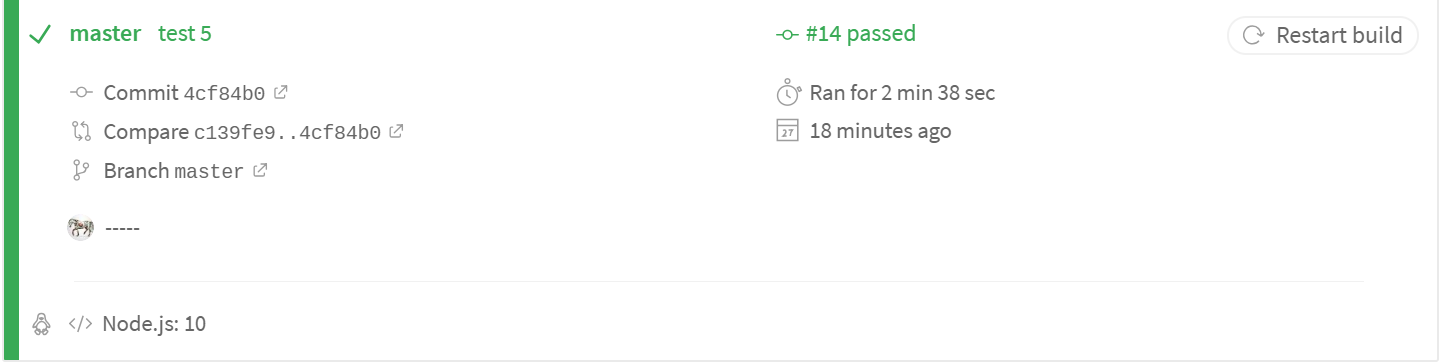 master test 5
#14 passed
Restart build
Commit 4cf84b0
Ran for 2 min 38 sec
Compare c139fe9..4cf84b0
27
18 minutes ago
Branch master
-----
</> Node.js: 10